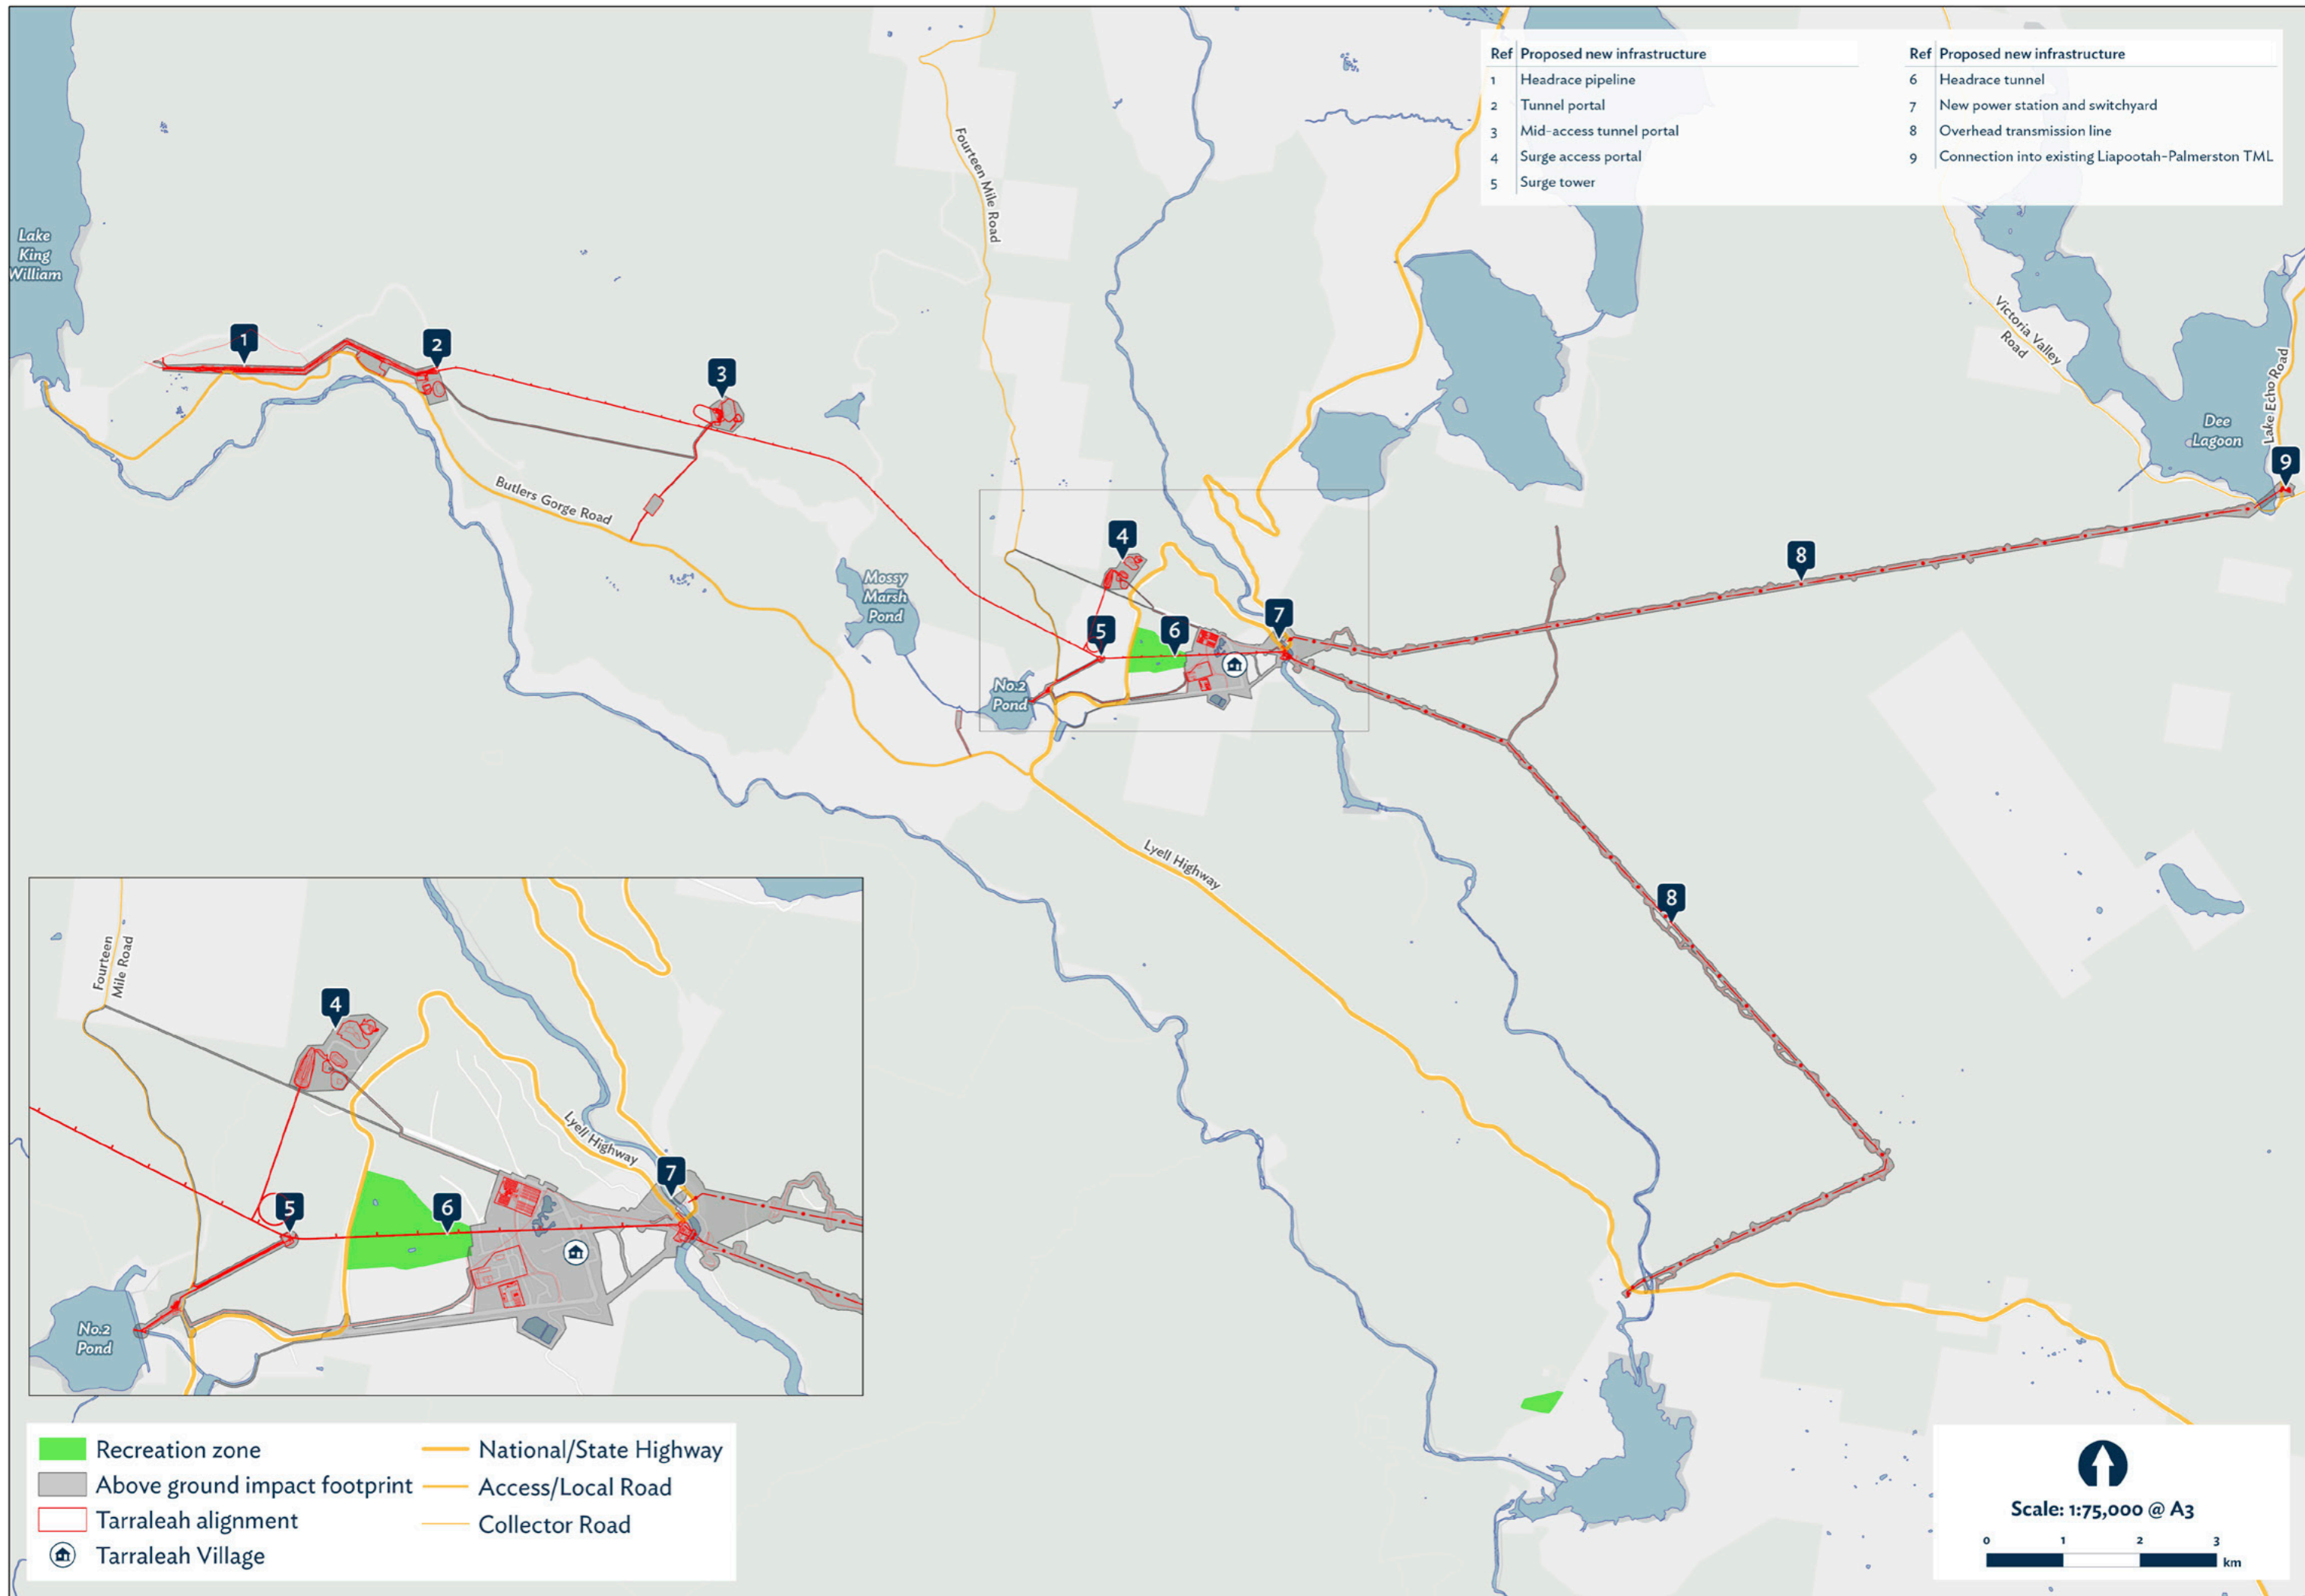 Ref Proposed new infrastructure
1 Headrace pipeline
2 Tunnel portal
3 Mid-access tunnel portal
4 Surge access portal
5 Surge tower
Ref Proposed new infrastructure
6 Headrace tunnel
7 New power station and switchyard
8 Overhead transmission line
9 Connection into existing Liapootah-Palmerston TML
Lake
King
William
Fourteen Mile Road
Victoria Valley
Road
Lake Echo Road
Dee
Lagoon
1
2
3
9
Butlers Gorge Road
4
8
Mossy
Marsh
Pond
5
6
7
No.2
Pond
Lyell Highway
8
Fourteen
Mile Road
4
Lyell Highway
7
5
6
No.2
Pond
Recreation zone
Above ground impact footprint
Tarraleah alignment
Tarraleah Village
National/State Highway
Access/Local Road
Collector Road
Scale: 1:75,000 @ A3
0 1 2 3
km